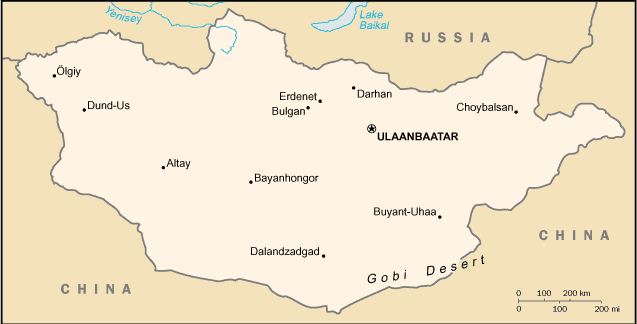 Yenisey
Lake
Baikal
RUSSIA
Ölgiy
Dund-Us
Erdenet
Bulgan
Darhan
Choybalsan
ULAANBAATAR
Altay
Bayanhongor
Buyant-Uhaa
CHINA
Dalandzadgad
Gobi Desert
CHINA
0 100 200 km
0 100 200 mi